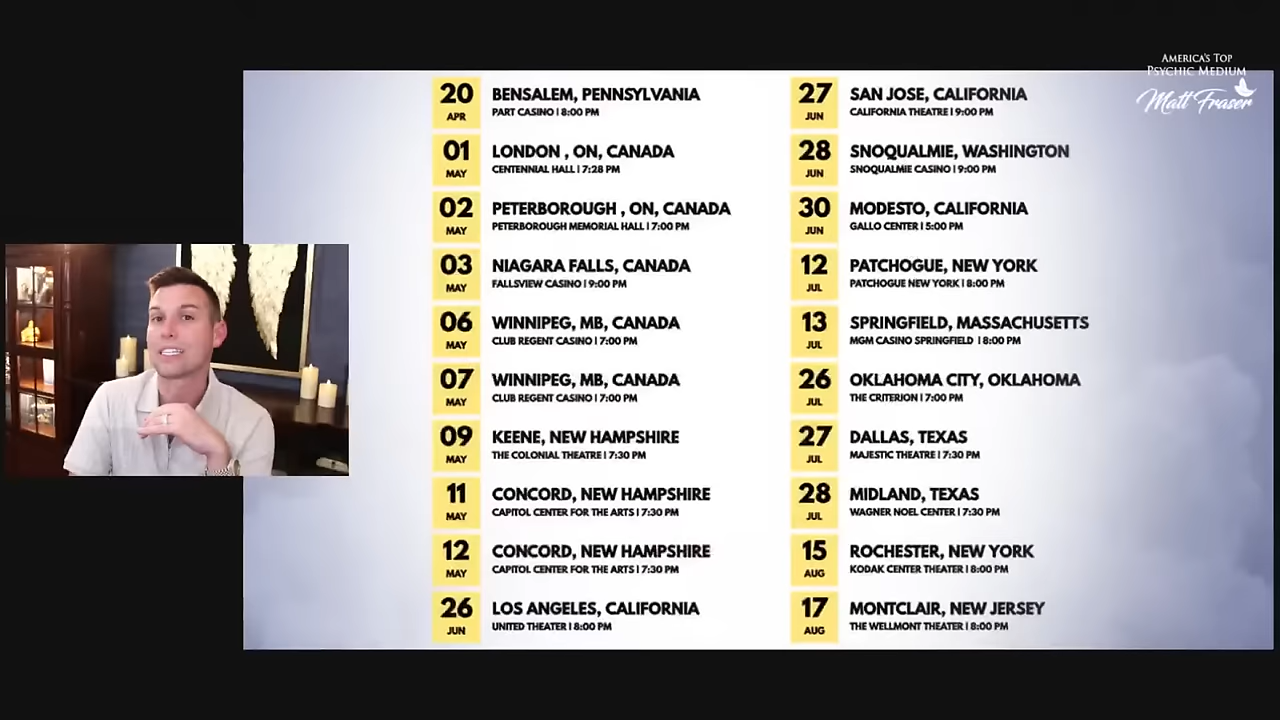 AMERICA'S TOP
PSYCHIC MEDIUM
Matt Fraser
20 APR
BENSALEM, PENNSYLVANIA
PART CASINO | 8:00 PM
01 MAY
LONDON , ON, CANADA
CENTENNIAL HALL | 7:28 PM
02 MAY
PETERBOROUGH , ON, CANADA
PETERBOROUGH MEMORIAL HALL | 7:00 PM
03 MAY
NIAGARA FALLS, CANADA
FALLSVIEW CASINO | 9:00 PM
06 MAY
WINNIPEG, MB, CANADA
CLUB REGENT CASINO | 7:00 PM
07 MAY
WINNIPEG, MB, CANADA
CLUB REGENT CASINO | 7:00 PM
09 MAY
KEENE, NEW HAMPSHIRE
THE COLONIAL THEATRE | 7:30 PM
11 MAY
CONCORD, NEW HAMPSHIRE
CAPITOL CENTER FOR THE ARTS | 7:30 PM
12 MAY
CONCORD, NEW HAMPSHIRE
CAPITOL CENTER FOR THE ARTS | 7:30 PM
26 JUN
LOS ANGELES, CALIFORNIA
UNITED THEATER | 8:00 PM
27 JUN
SAN JOSE, CALIFORNIA
CALIFORNIA THEATRE | 9:00 PM
28 JUN
SNOQUALMIE, WASHINGTON
SNOQUALMIE CASINO | 9:00 PM
30 JUN
MODESTO, CALIFORNIA
GALLO CENTER | 5:00 PM
12 JUL
PATCHOGUE, NEW YORK
PATCHOGUE NEW YORK | 8:00 PM
13 JUL
SPRINGFIELD, MASSACHUSETTS
MGM CASINO SPRINGFIELD | 8:00 PM
26 JUL
OKLAHOMA CITY, OKLAHOMA
THE CRITERION | 7:00 PM
27 JUL
DALLAS, TEXAS
MAJESTIC THEATRE | 7:30 PM
28 JUL
MIDLAND, TEXAS
WAGNER NOEL CENTER | 7:30 PM
15 AUG
ROCHESTER, NEW YORK
KODAK CENTER THEATER | 8:00 PM
17 AUG
MONTCLAIR, NEW JERSEY
THE WELLMONT THEATER | 8:00 PM